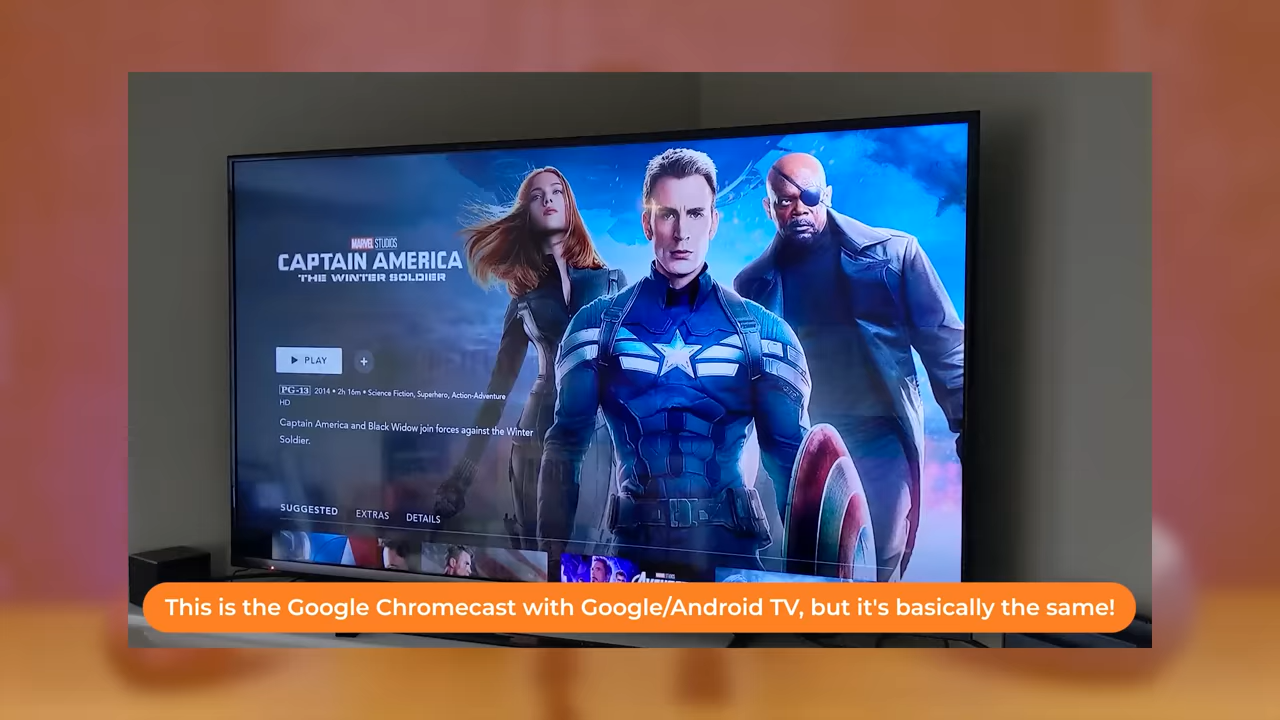 MARVEL STUDIOS
CAPTAIN AMERICA
THE WINTER SOLDIER
PLAY
+
PG-13 2014 • 2h 16m • Science Fiction, Superhero, Action-Adventure
HD
Captain America and Black Widow join forces against the Winter
Soldier.
SUGGESTED EXTRAS DETAILS
This is the Google Chromecast with Google/Android TV, but it's basically the same!